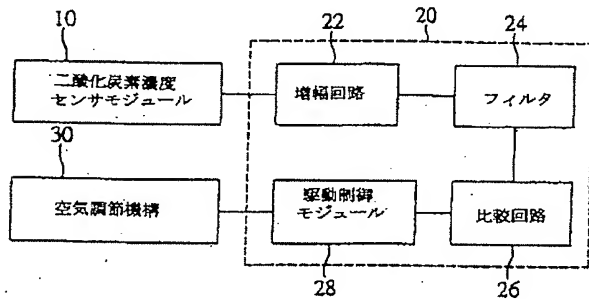 10
22
20
24
二酸化炭素濃度
センサモジュール
増幅回路
フィルタ
30
空気調節機構
駆動制御
モジュール
比較回路
28
26